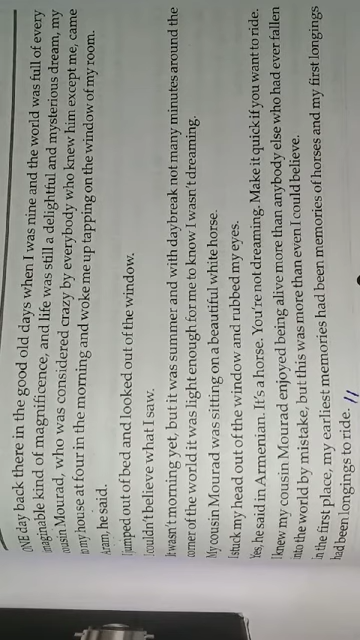 ONE day back there in the good old days when I was nine and the world was full of every
maginable kind of magnificence, and life was still a delightful and mysterious dream, my
ousin Mourad, who was considered crazy by everybody who knew him except me, came
my house at four in the morning and woke me up tapping on the window of my room.
Aram, he said.
jumped out of bed and looked out of the window.
couldn't believe what I saw.
It wasn't morning yet, but it was summer and with daybreak not many minutes around the
corner of the world it was light enough for me to know I wasn't dreaming.
My cousin Mourad was sitting on a beautiful white horse.
I stuck my head out of the window and rubbed my eyes.
Yes, he said in Armenian. It's a horse. You're not dreaming. Make it quick if you want to ride.
I knew my cousin Mourad enjoyed being alive more than anybody else who had ever fallen
into the world by mistake, but this was more than even I could believe.
In the first place, my earliest memories had been memories of horses and my first longings
had been longings to ride.